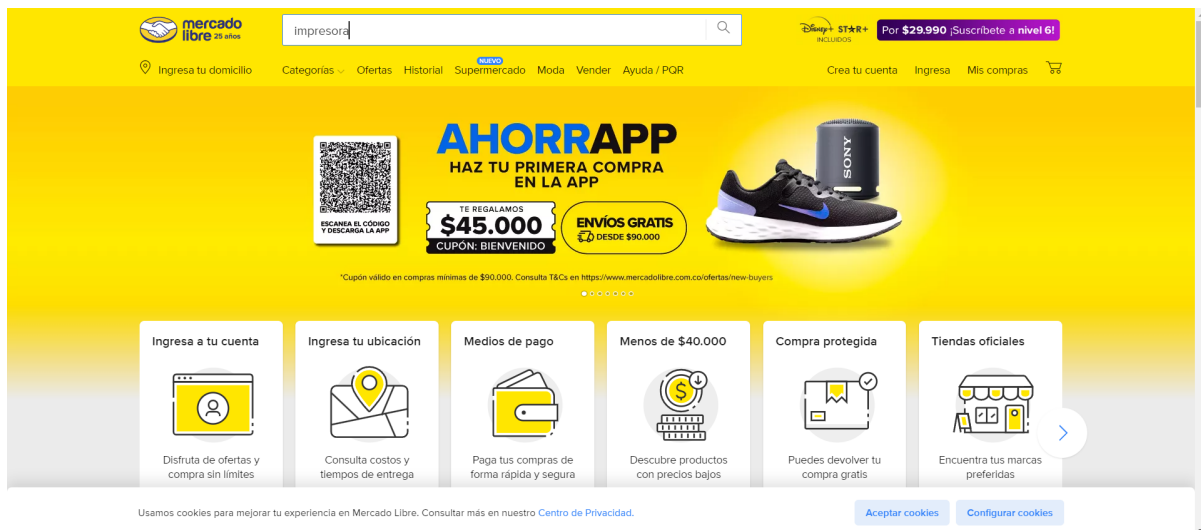 mercado
libre 25 años
impresora
Disney+ ST★R+
INCLUIDOS
Por $29.990 ¡Suscríbete a nivel 6!
Ingresa tu domicilio
Categorías
Ofertas
Historial
NUEVO
Supermercado
Moda
Vender
Ayuda / PQR
Crea tu cuenta
Ingresa
Mis compras
ESCANEA EL CÓDIGO
Y DESCARGA LA APP
AHORRAPP
HAZ TU PRIMERA COMPRA
EN LA APP
TE REGALAMOS
$45.000
CUPÓN: BIENVENIDO
ENVÍOS GRATIS
DESDE $90.000
SONY
*Cupón válido en compras mínimas de $90.000. Consulta T&Cs en https://www.mercadolibre.com.co/ofertas/new-buyers
Ingresa a tu cuenta
Disfruta de ofertas y
compra sin límites
Ingresa tu ubicación
Consulta costos y
tiempos de entrega
Medios de pago
Paga tus compras de
forma rápida y segura
Menos de $40.000
Descubre productos
con precios bajos
Compra protegida
Puedes devolver tu
compra gratis
Tiendas oficiales
Encuentra tus marcas
preferidas
Usamos cookies para mejorar tu experiencia en Mercado Libre. Consultar más en nuestro Centro de Privacidad.
Aceptar cookies
Configurar cookies